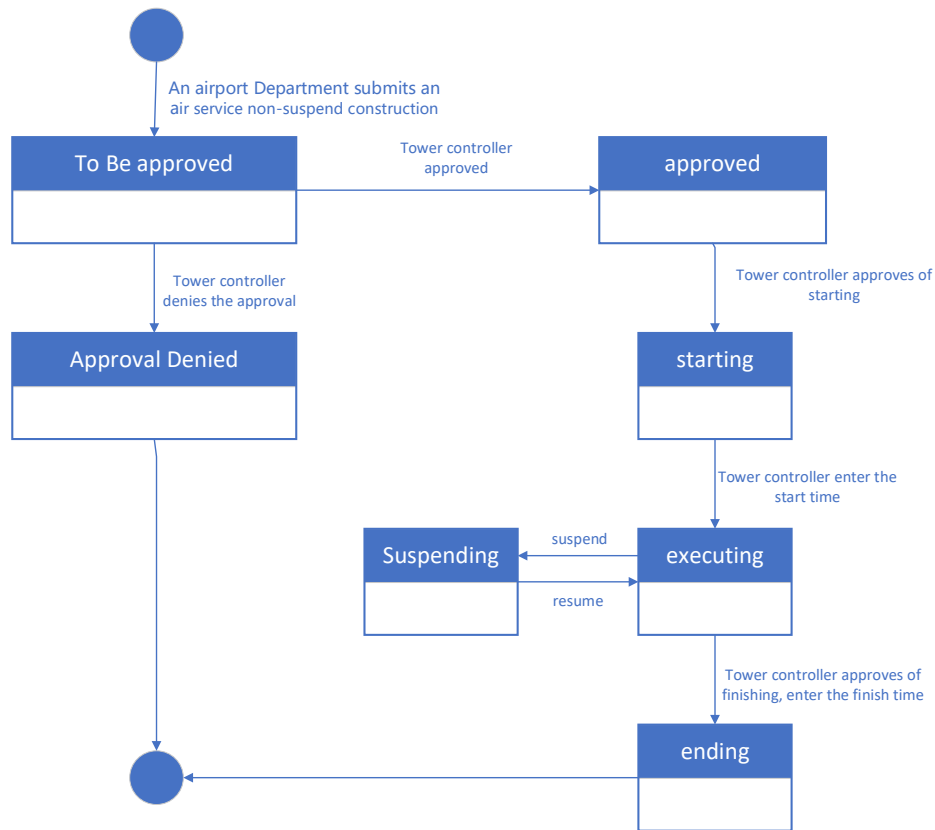 An airport Department submits an
air service non-suspend construction
To Be approved
Tower controller
approved
approved
Tower controller
denies the approval
Tower controller approves of
starting
Approval Denied
starting
Tower controller enter the
start time
Suspending
suspend
resume
executing
Tower controller approves of
finishing, enter the finish time
ending